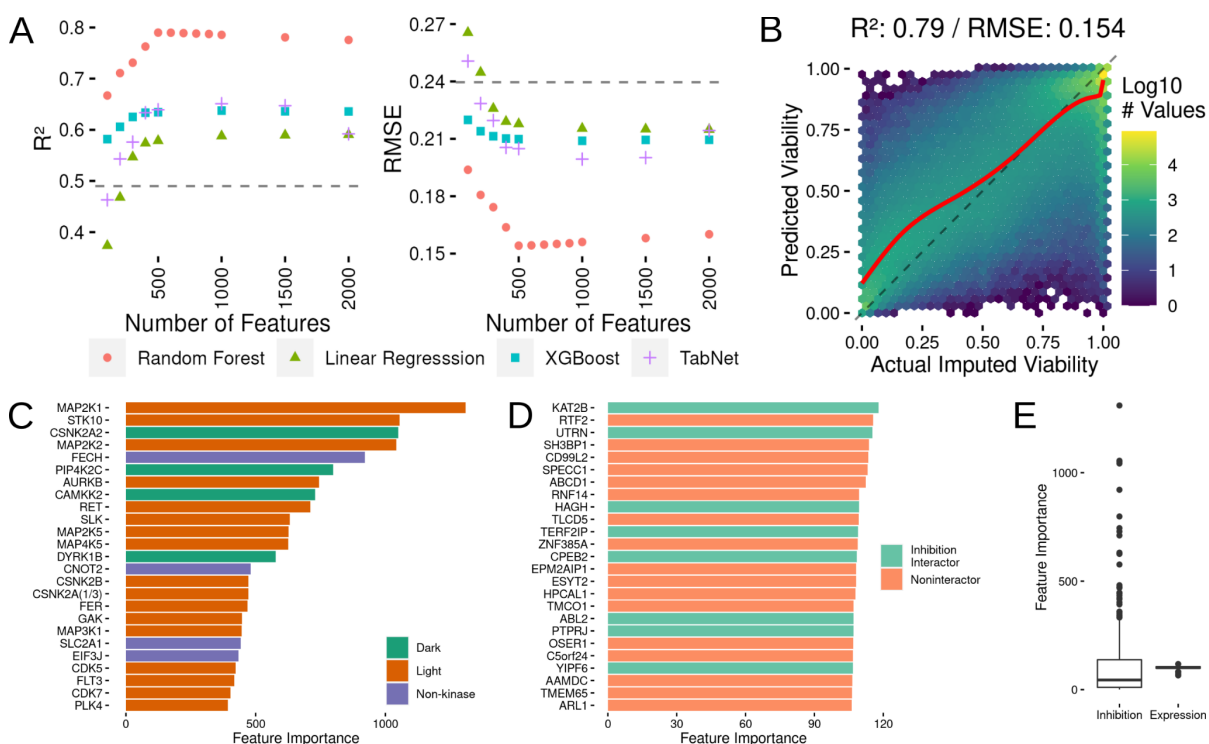 A
R²
0.8
0.7
0.6
0.5
0.4
500
1000
1500
2000
Number of Features
RMSE
0.27
0.24
0.21
0.18
0.15
500
1000
1500
2000
Number of Features
Random Forest
Linear Regresssion
XGBoost
TabNet
B
R²: 0.79 / RMSE: 0.154
Predicted Viability
1.00
0.75
0.50
0.25
0.00
0.00
0.25
0.50
0.75
1.00
Actual Imputed Viability
Log10
# Values
4
3
2
1
0
C
MAP2K1
STK10
CSNK2A2
MAP2K2
FECH
PIP4K2C
AURKB
CAMKK2
RET
SLK
MAP2K5
MAP4K5
DYRK1B
CNOT2
CSNK2B
CSNK2A(1/3)
FER
GAK
MAP3K1
SLC2A1
EIF3J
CDK5
FLT3
CDK7
PLK4
0
500
1000
Feature Importance
Dark
Light
Non-kinase
D
KAT2B
RTF2
UTRN
SH3BP1
CD99L2
SPECC1
ABCD1
RNF14
HAGH
TLCD5
TERF2IP
ZNF385A
CPEB2
EPM2AIP1
ESYT2
HPCAL1
TMCO1
ABL2
PTPRJ
OSER1
C5orf24
YIPF6
AAMDC
TMEM65
ARL1
0
30
60
90
120
Feature Importance
Inhibition
Interactor
Noninteractor
E
Feature Importance
1000
500
0
Inhibition
Expression